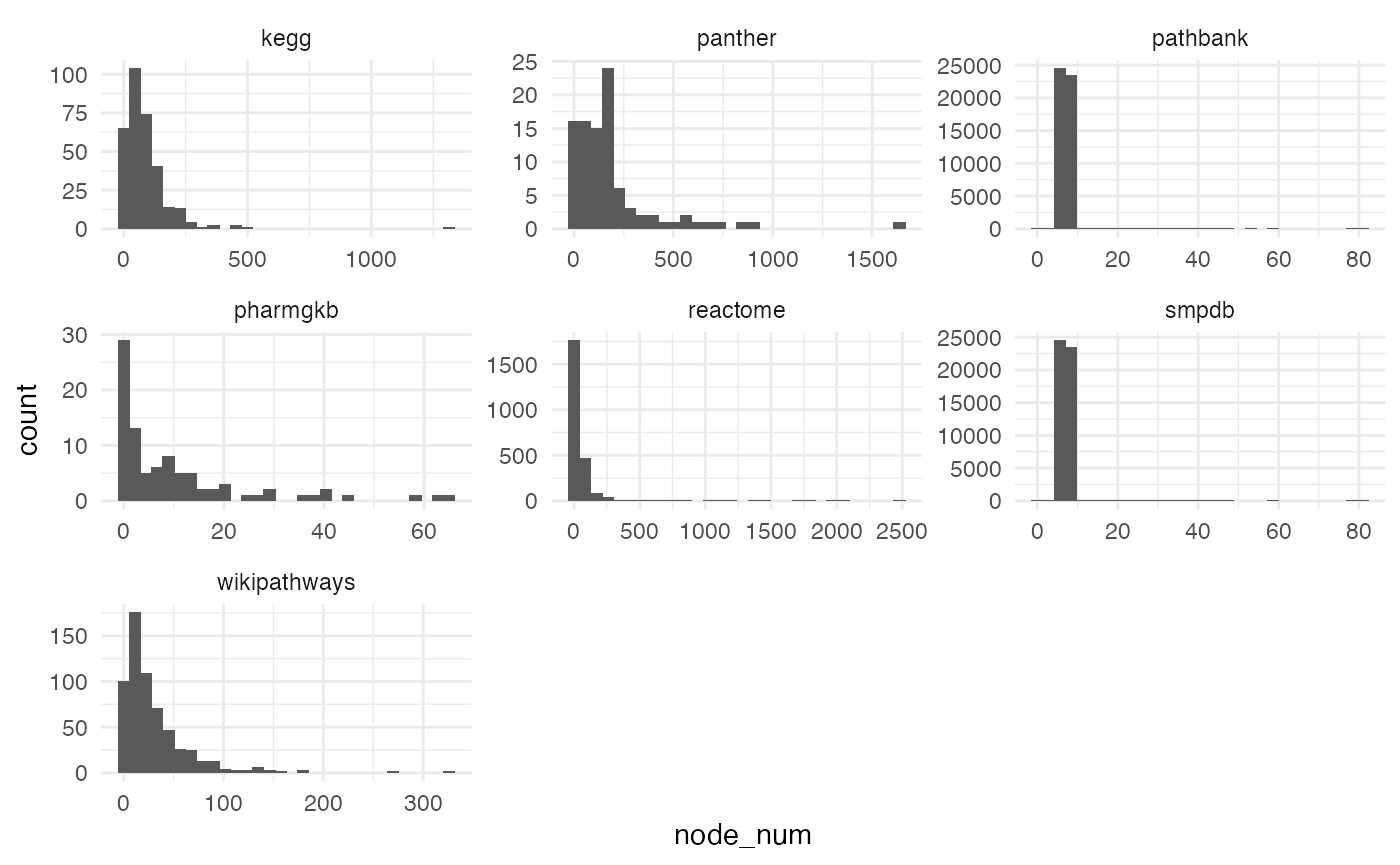 kegg
panther
pathbank
100
75
50
25
0
25
20
15
10
5
0
25000
20000
15000
10000
5000
0
0 500 1000
0 500 1000 1500
0 20 40 60 80
pharmgkb
reactome
smpdb
30
20
10
0
1500
1000
500
0
25000
20000
15000
10000
5000
0
0 20 40 60
0 500 1000 1500 2000 2500
0 20 40 60 80
wikipathways
150
100
50
0
0 100 200 300
count
node_num